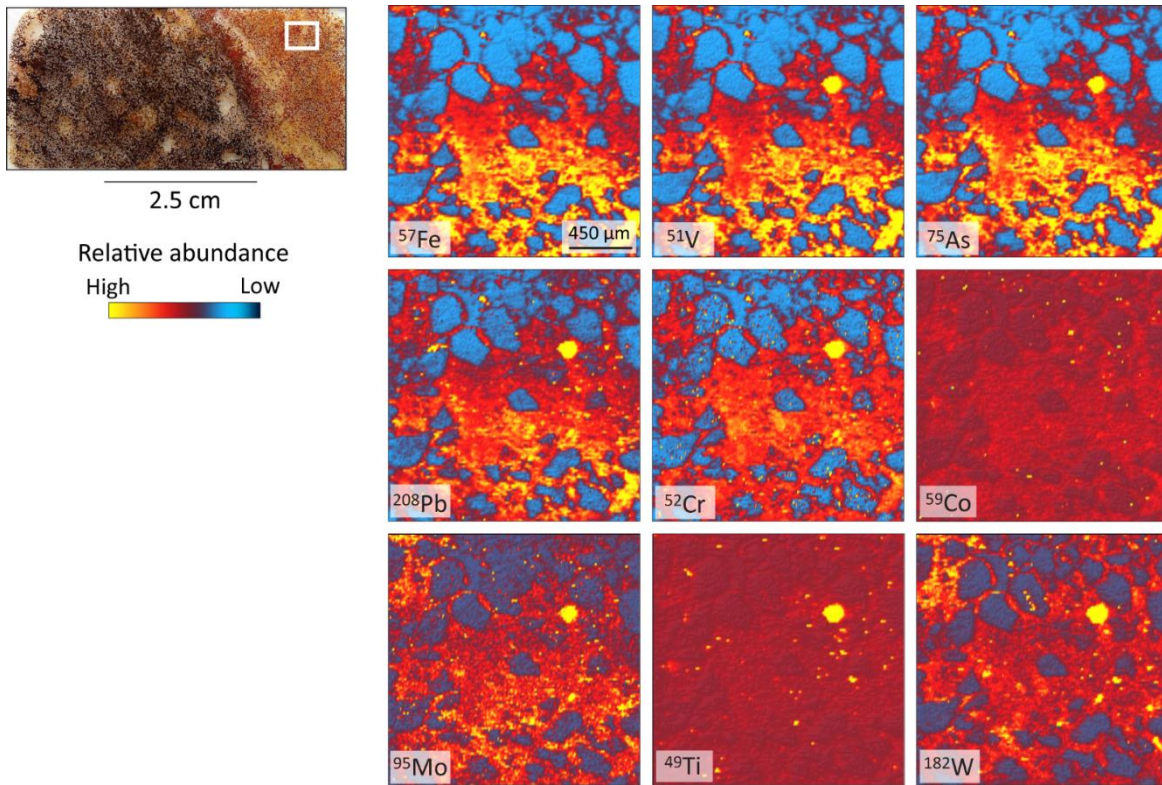 2.5 cm
Relative abundance
High Low
57Fe
450 µm
51V
75As
208Pb
52Cr
59Co
95Mo
49Ti
182W